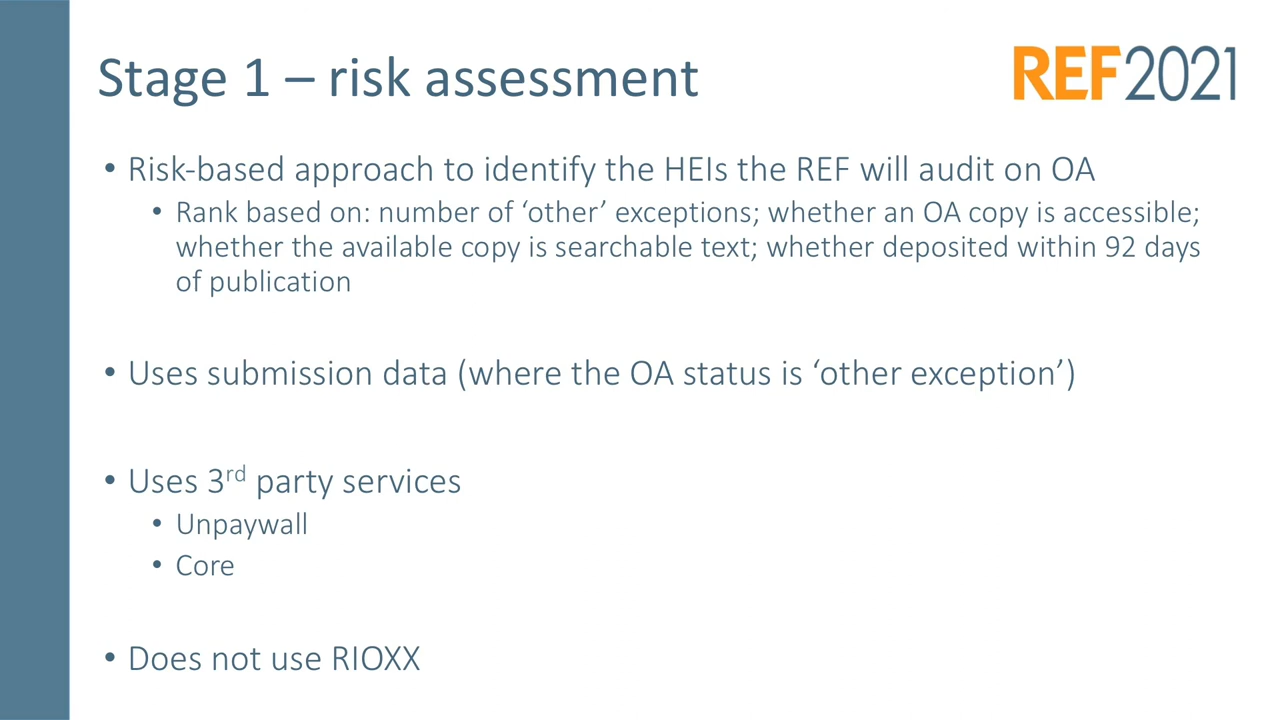 Stage 1 – risk assessment
REF2021
• Risk-based approach to identify the HEIs the REF will audit on OA
• Rank based on: number of ‘other’ exceptions; whether an OA copy is accessible;
whether the available copy is searchable text; whether deposited within 92 days
of publication
• Uses submission data (where the OA status is ‘other exception’)
• Uses 3rd party services
• Unpaywall
• Core
• Does not use RIOXX